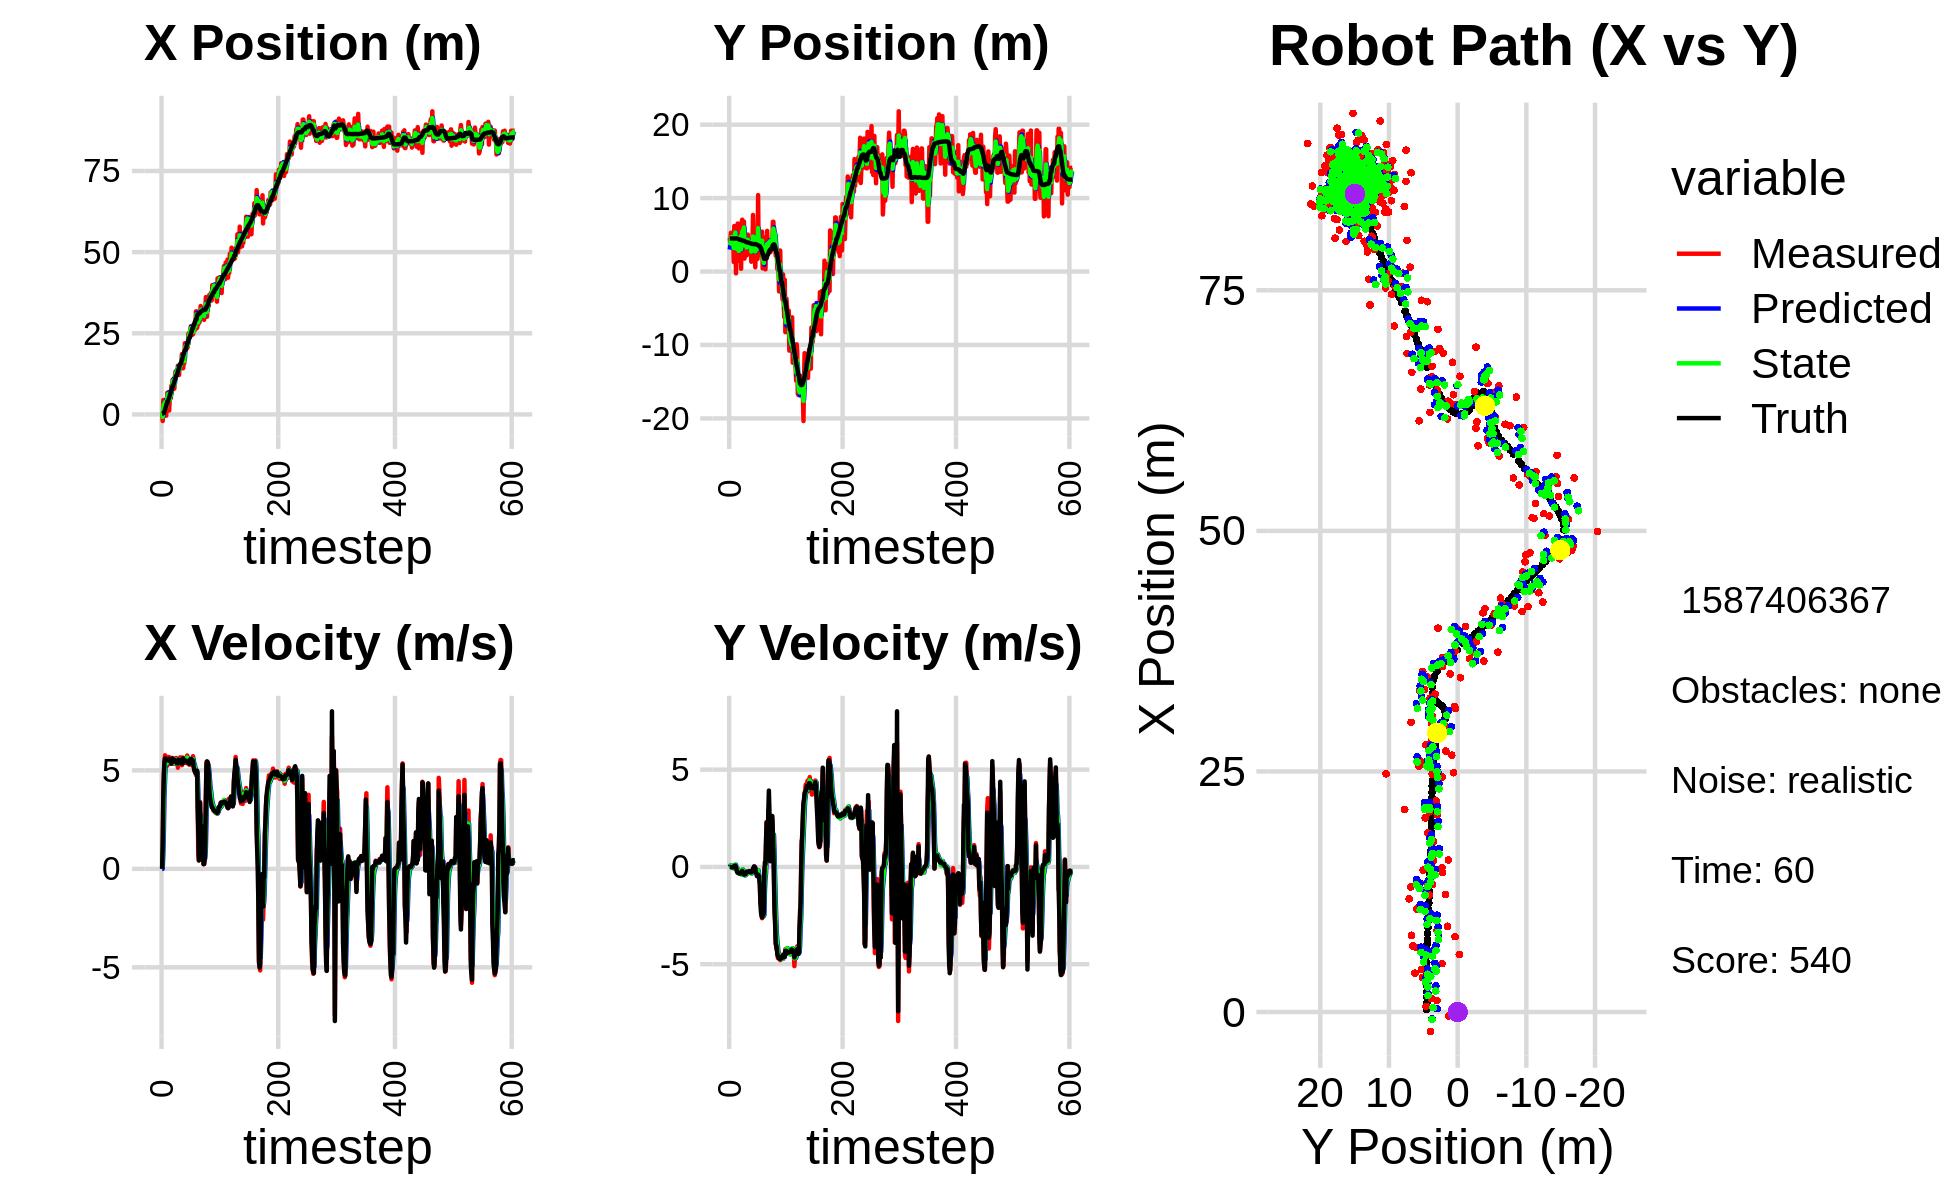 X Position (m)
75
50
25
0
0
200
400
600
timestep
Y Position (m)
20
10
0
-10
-20
0
200
400
600
timestep
X Velocity (m/s)
5
0
-5
0
200
400
600
timestep
Y Velocity (m/s)
5
0
-5
0
200
400
600
timestep
Robot Path (X vs Y)
X Position (m)
75
50
25
0
20 10 0 -10 -20
Y Position (m)
variable
Measured
Predicted
State
Truth
1587406367
Obstacles: none
Noise: realistic
Time: 60
Score: 540